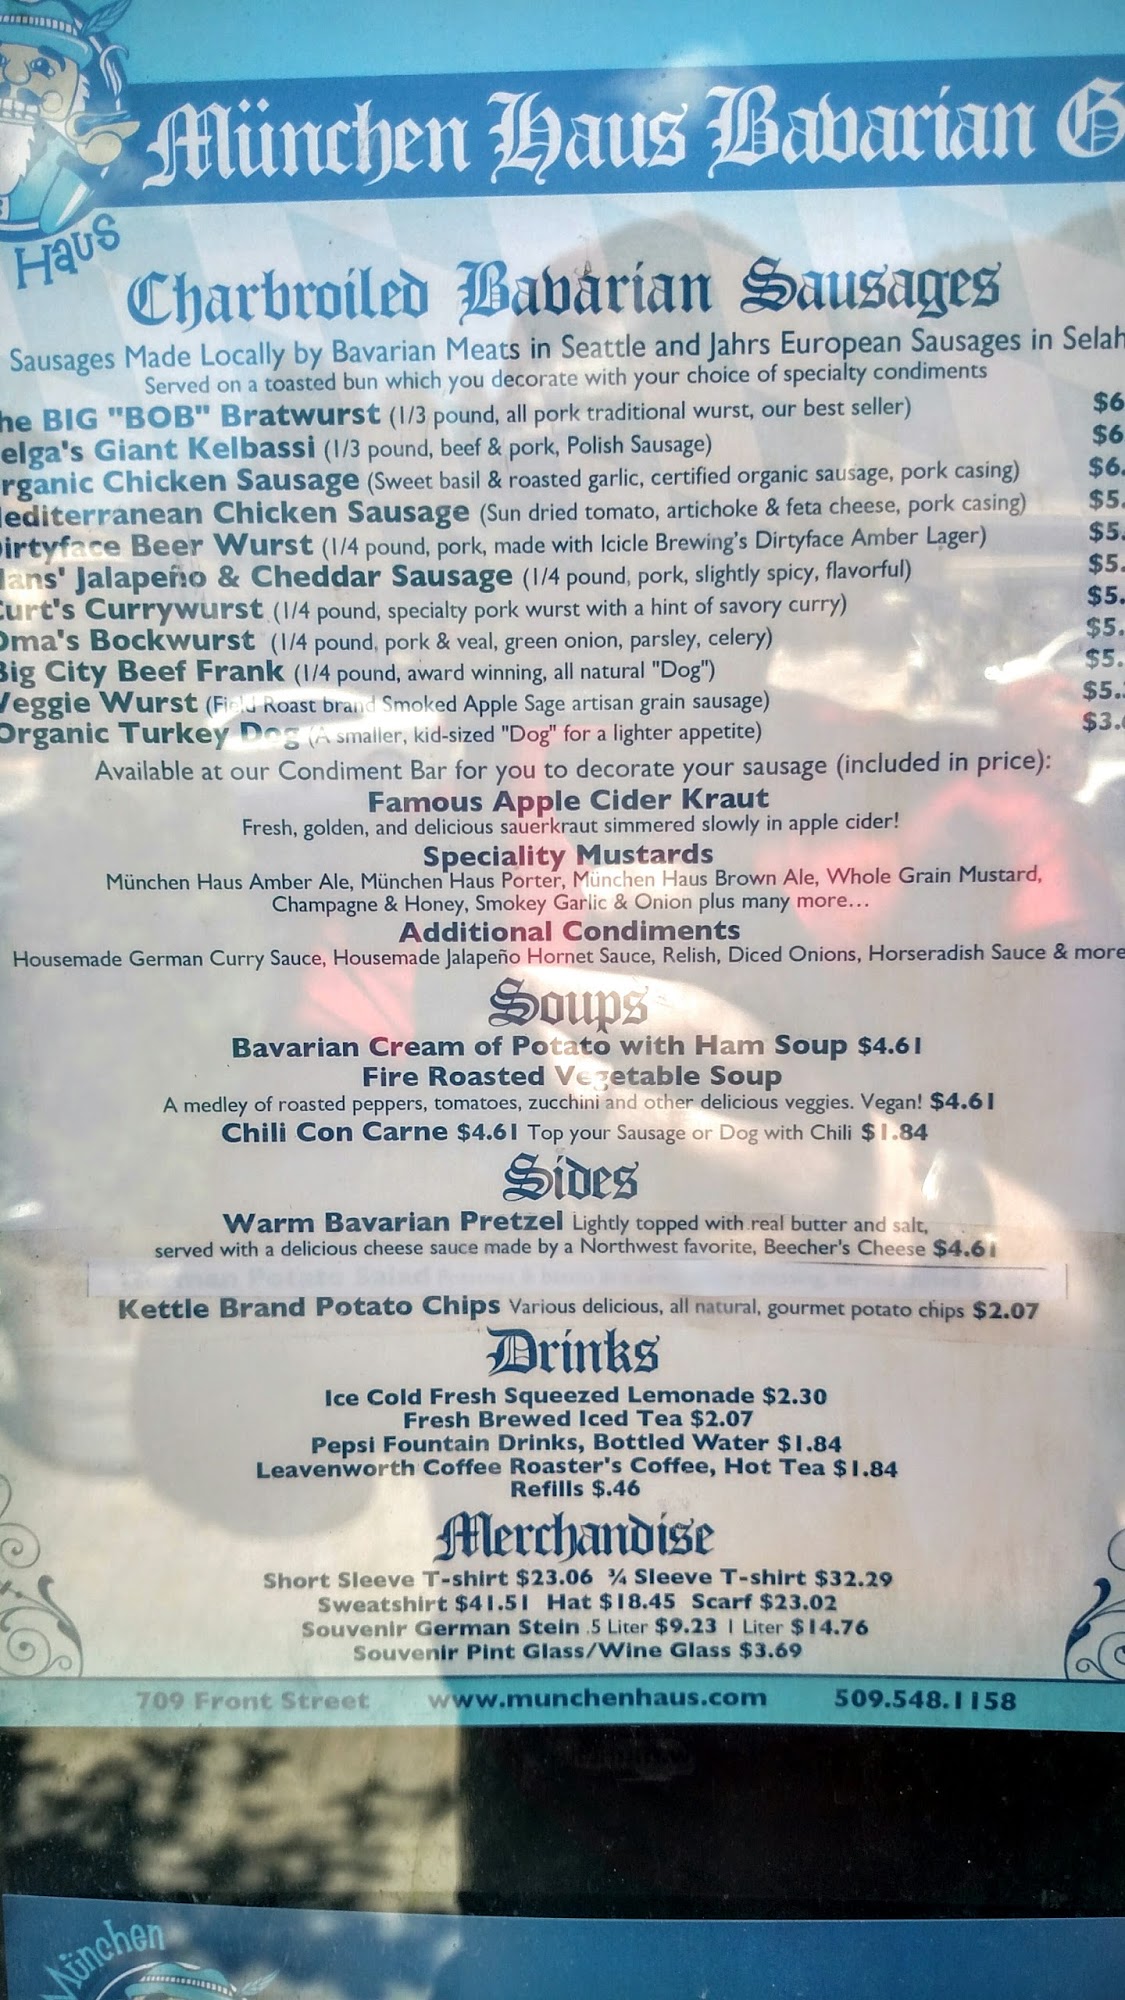 Haus
München Haus Bavarian G
Charbroiled Bavarian Sausages
Sausages Made Locally by Bavarian Meats in Seattle and Jahrs European Sausages in Selah
Served on a toasted bun which you decorate with your choice of specialty condiments
he BIG "BOB" Bratwurst (1/3 pound, all pork traditional wurst, our best seller) $6
elga's Giant Kelbassi (1/3 pound, beef & pork, Polish Sausage) $6
rganic Chicken Sausage (Sweet basil & roasted garlic, certified organic sausage, pork casing) $6.
lediterranean Chicken Sausage (Sun dried tomato, artichoke & feta cheese, pork casing) $5.
Dirtyface Beer Wurst (1/4 pound, pork, made with Icicle Brewing's Dirtyface Amber Lager) $5.
Hans' Jalapeño & Cheddar Sausage (1/4 pound, pork, slightly spicy, flavorful) $5.
Curt's Currywurst (1/4 pound, specialty pork wurst with a hint of savory curry) $5.
Oma's Bockwurst (1/4 pound, pork & veal, green onion, parsley, celery) $5.
Big City Beef Frank (1/4 pound, award winning, all natural "Dog") $5.
Veggie Wurst (Field Roast brand Smoked Apple Sage artisan grain sausage) $5.
Organic Turkey Dog (A smaller, kid-sized "Dog" for a lighter appetite) $3.
Available at our Condiment Bar for you to decorate your sausage (included in price):
Famous Apple Cider Kraut
Fresh, golden, and delicious sauerkraut simmered slowly in apple cider!
Speciality Mustards
München Haus Amber Ale, München Haus Porter, München Haus Brown Ale, Whole Grain Mustard,
Champagne & Honey, Smokey Garlic & Onion plus many more...
Additional Condiments
Housemade German Curry Sauce, Housemade Jalapeño Hornet Sauce, Relish, Diced Onions, Horseradish Sauce & more
Soups
Bavarian Cream of Potato with Ham Soup $4.61
Fire Roasted Vegetable Soup
A medley of roasted peppers, tomatoes, zucchini and other delicious veggies. Vegan! $4.61
Chili Con Carne $4.61 Top your Sausage or Dog with Chili $1.84
Sides
Warm Bavarian Pretzel Lightly topped with real butter and salt,
served with a delicious cheese sauce made by a Northwest favorite, Beecher's Cheese $4.61
Kettle Brand Potato Chips Various delicious, all natural, gourmet potato chips $2.07
Drinks
Ice Cold Fresh Squeezed Lemonade $2.30
Fresh Brewed Iced Tea $2.07
Pepsi Fountain Drinks, Bottled Water $1.84
Leavenworth Coffee Roaster's Coffee, Hot Tea $1.84
Refills $.46
Merchandise
Short Sleeve T-shirt $23.06 ¾ Sleeve T-shirt $32.29
Sweatshirt $41.51 Hat $18.45 Scarf $23.02
Souvenir German Stein .5 Liter $9.23 1 Liter $14.76
Souvenir Pint Glass/Wine Glass $3.69
709 Front Street www.munchenhaus.com 509.548.1158
München